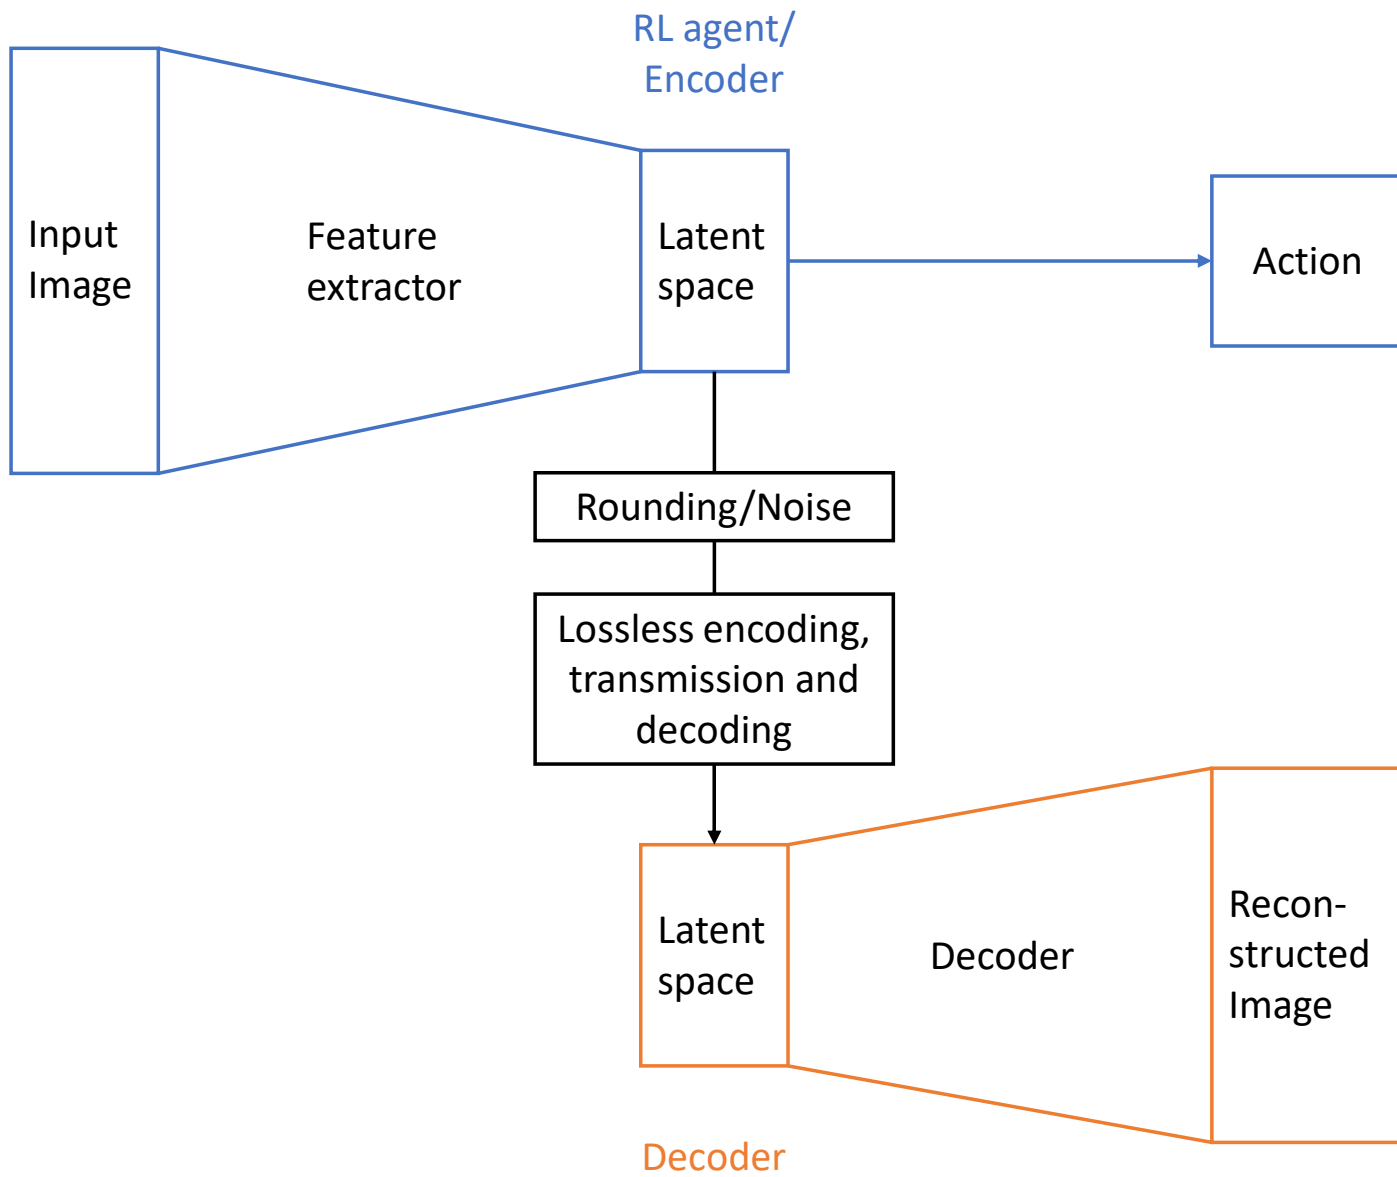 RL agent/
Encoder
Input
Image
Feature
extractor
Latent
space
Action
Rounding/Noise
Lossless encoding,
transmission and
decoding
Latent
space
Decoder
Recon-
structed
Image
Decoder